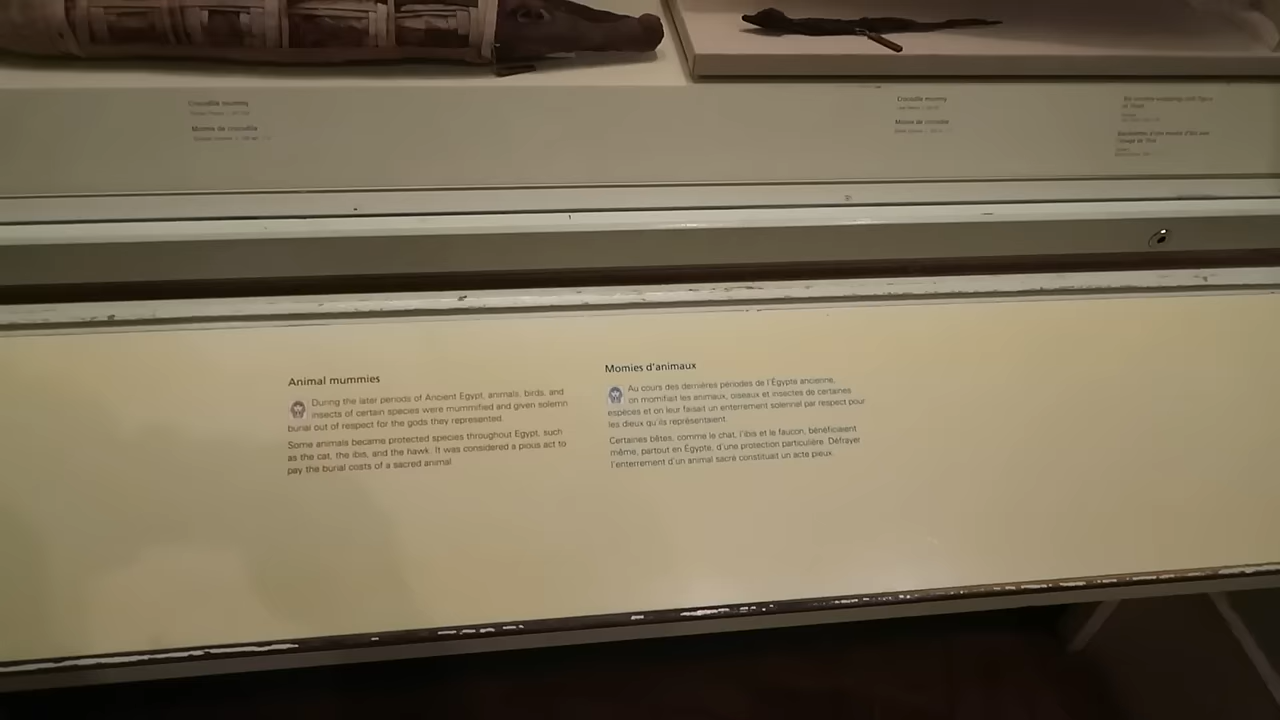 Crocodile mummy
Momie de crocodile
Crocodile mummy
Momie de crocodile
Animal mummies
During the later periods of Ancient Egypt, animals, birds, and
insects of certain species were mummified and given solemn
burial out of respect for the gods they represented.
Some animals became protected species throughout Egypt, such
as the cat, the ibis, and the hawk. It was considered a pious act to
pay the burial costs of a sacred animal.
Momies d'animaux
Au cours des dernières périodes de l'Égypte ancienne,
on momifiait les animaux, oiseaux et insectes de certaines
espèces et on leur faisait un enterrement solennel par respect pour
les dieux qu'ils représentaient.
Certaines bêtes, comme le chat, l'ibis et le faucon, bénéficiaient
même, partout en Égypte, d'une protection particulière. Défrayer
l'enterrement d'un animal sacré constituait un acte pieux.